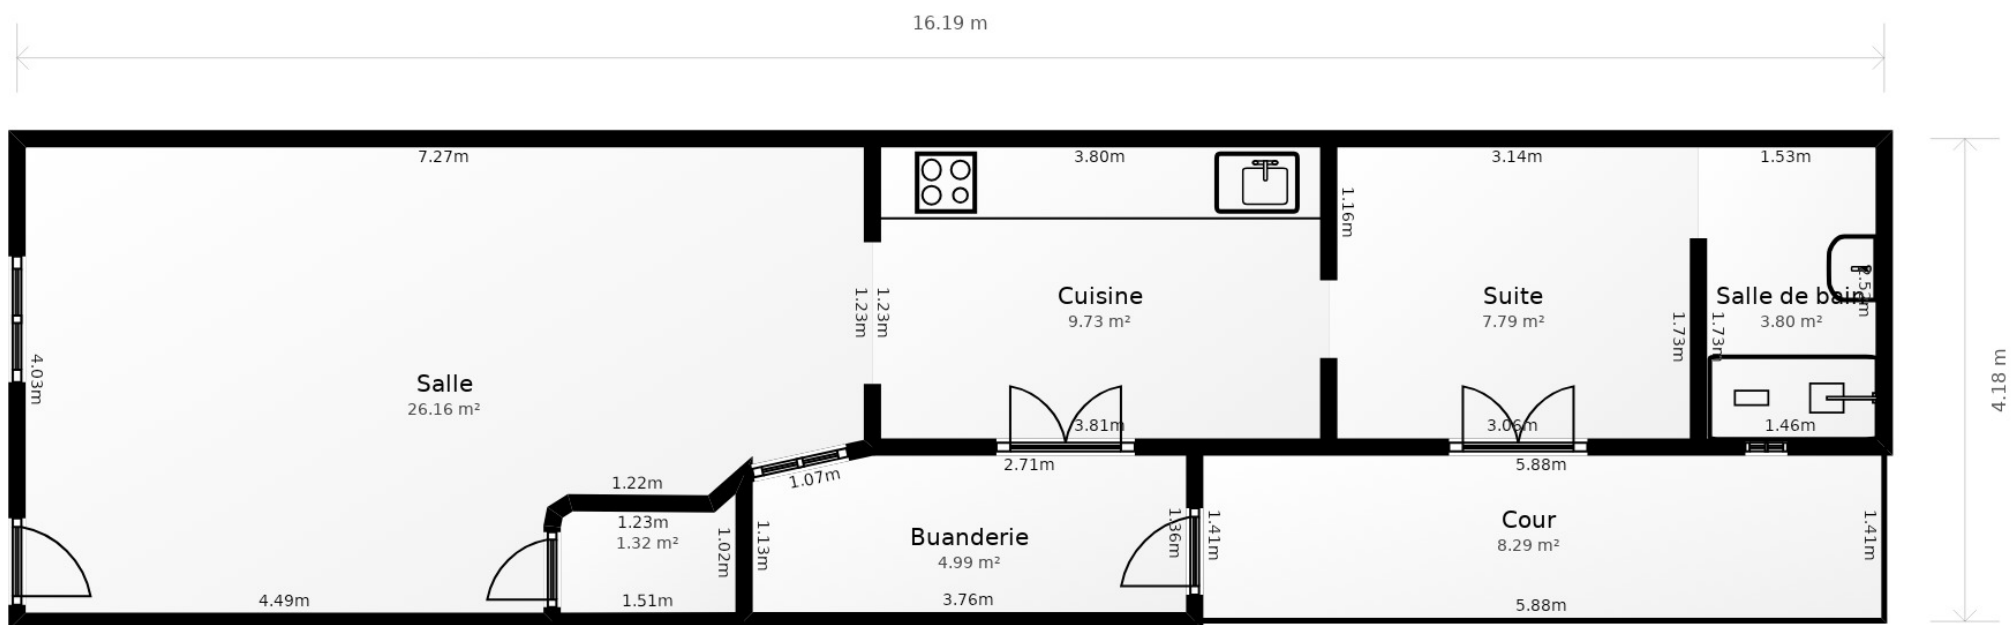 16.19 m
7.27m
3.80m
3.14m
1.53m
1.16m
1.23m
1.23m
Cuisine
9.73 m²
Suite
7.79 m²
Salle de bain
3.80 m²
1.73m
1.73m
4.03m
4.18 m
Salle
26.16 m²
3.81m
3.06m
1.46m
2.71m
5.88m
1.07m
1.22m
1.23m
1.32 m²
1.02m
1.13m
Buanderie
4.99 m²
1.36m
1.41m
Cour
8.29 m²
1.41m
4.49m
1.51m
3.76m
5.88m